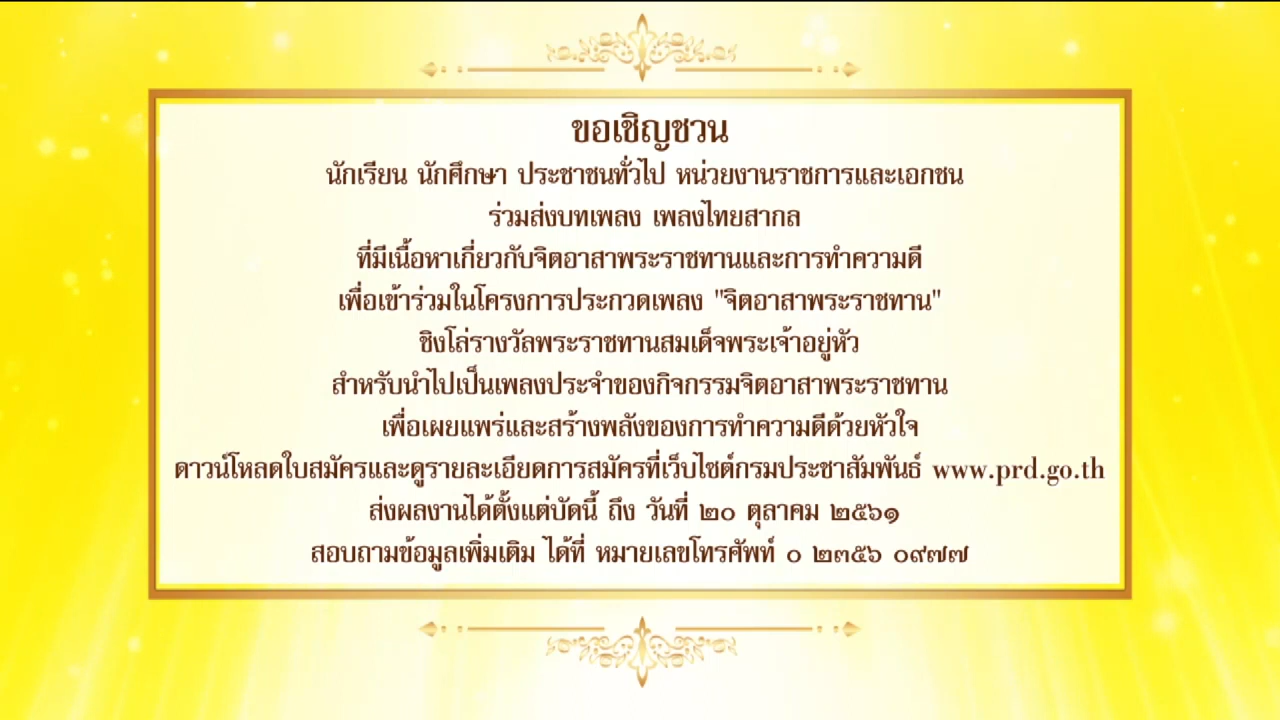 ขอเชิญชวน
นักเรียน นักศึกษา ประชาชนทั่วไป หน่วยงานราชการและเอกชน
ร่วมส่งบทเพลง เพลงไทยสากล
ที่มีเนื้อหาเกี่ยวกับจิตอาสาพระราชทานและการทำความดี
เพื่อเข้าร่วมในโครงการประกวดเพลง "จิตอาสาพระราชทาน"
ชิงโล่รางวัลพระราชทานสมเด็จพระเจ้าอยู่หัว
สำหรับนำไปเป็นเพลงประจำของกิจกรรมจิตอาสาพระราชทาน
เพื่อเผยแพร่และสร้างพลังของการทำความดีด้วยหัวใจ
ดาวน์โหลดใบสมัครและดูรายละเอียดการสมัครที่เว็บไซต์กรมประชาสัมพันธ์ www.prd.go.th
ส่งผลงานได้ตั้งแต่บัดนี้ ถึง วันที่ ๒๐ ตุลาคม ๒๕๖๑
สอบถามข้อมูลเพิ่มเติม ได้ที่ หมายเลขโทรศัพท์ ๐ ๒๓๕๖ ๐๙๗๗